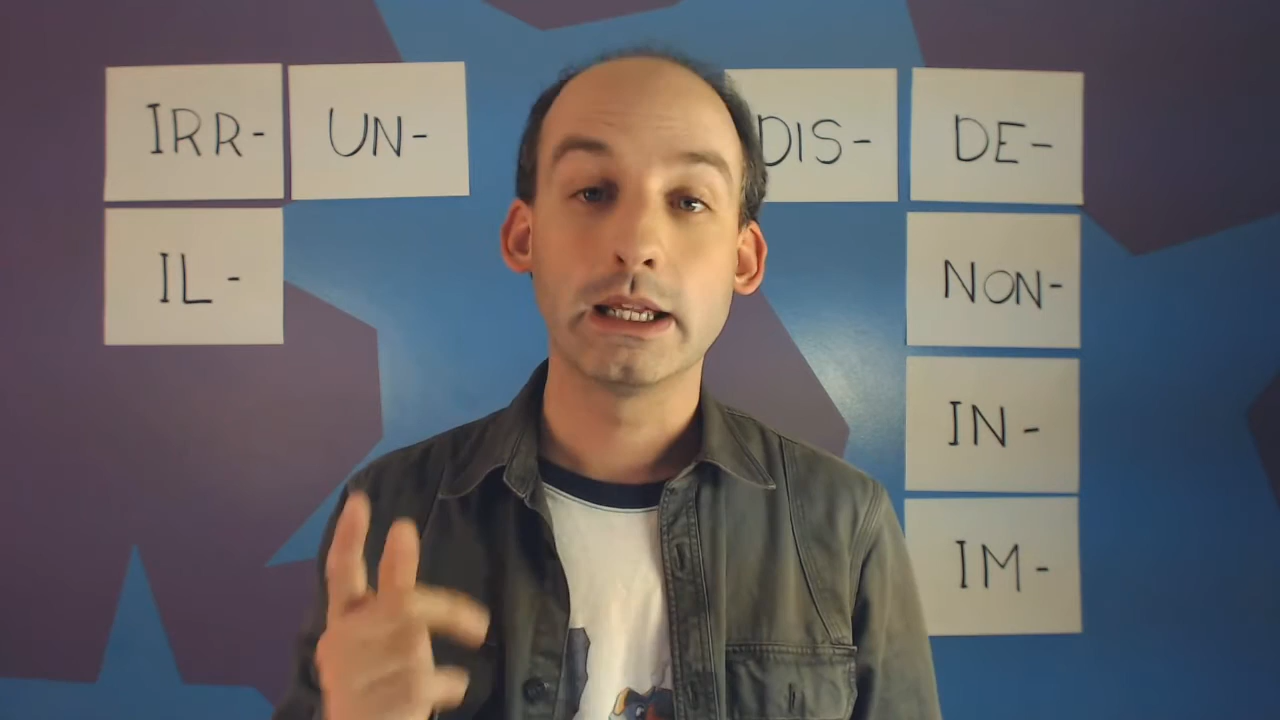 IRR- UN- DIS- DE-
IL- NON-
IN-
IM-